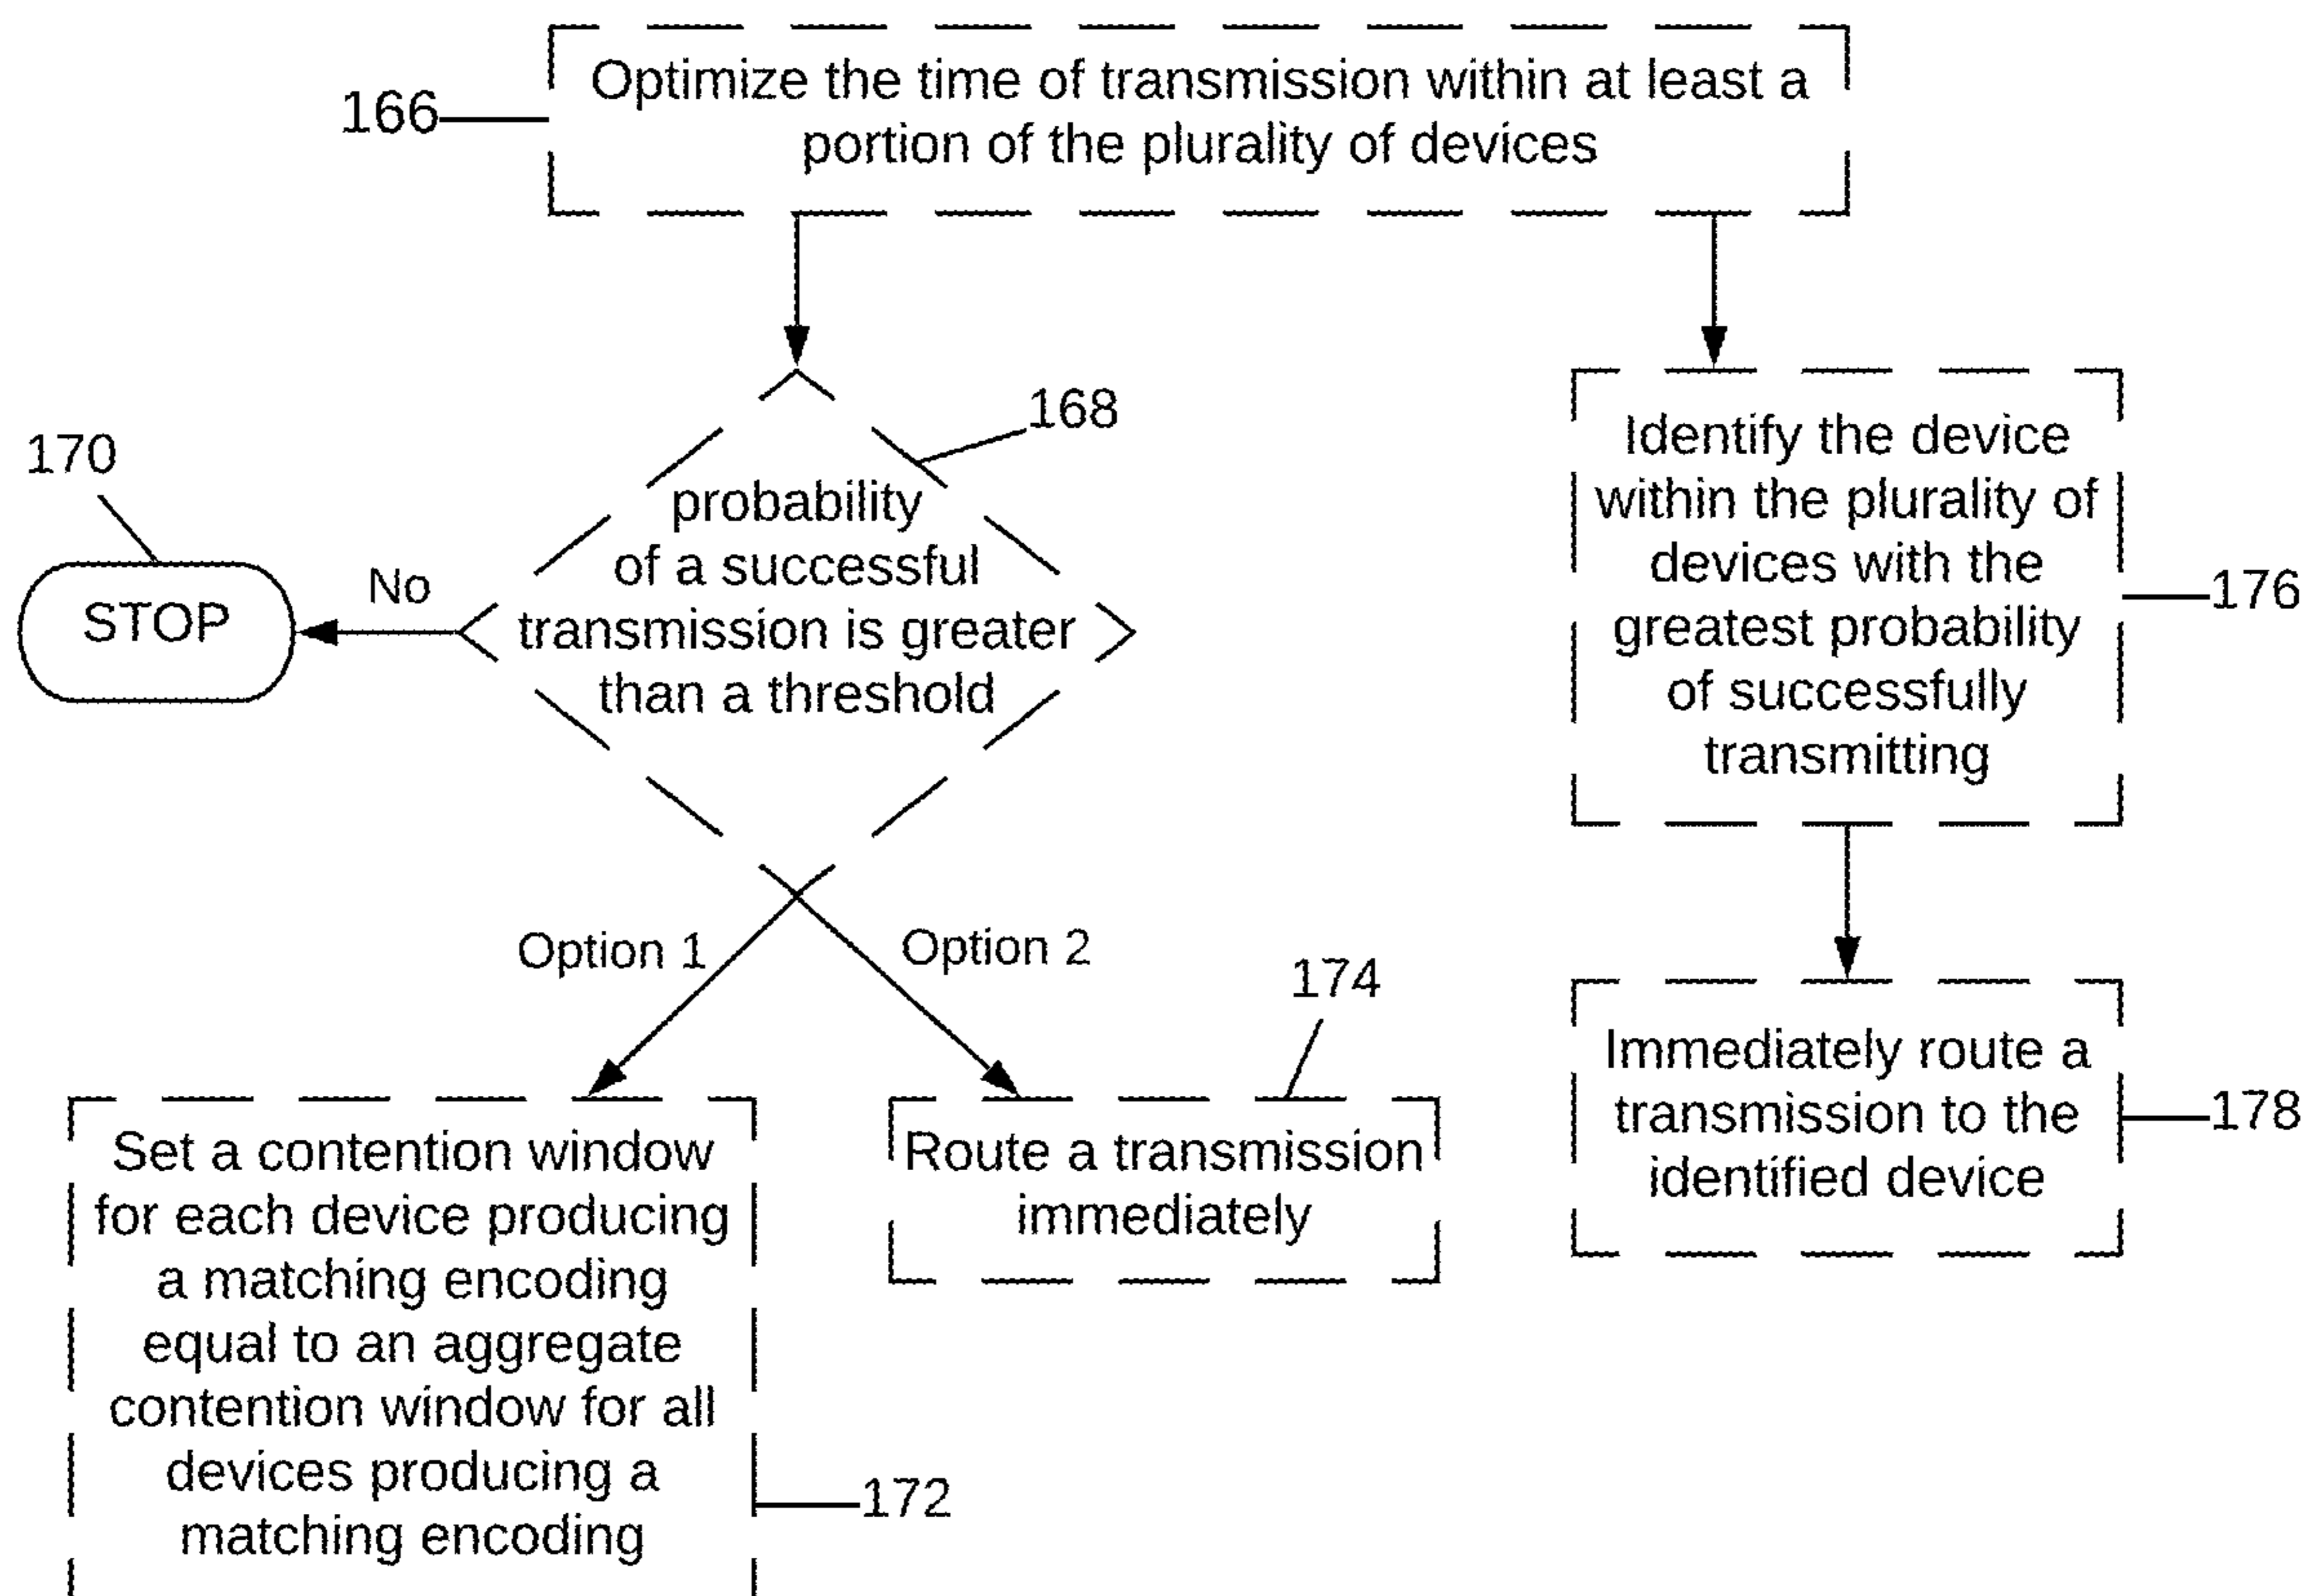 Optimize the time of transmission within at least a
portion of the plurality of devices
166
168
170
probability
of a successful
transmission is greater
than a threshold
No
STOP
Identify the device
within the plurality of
devices with the
greatest probability
of successfully
transmitting
176
Option 1
Option 2
174
Set a contention window
for each device producing
a matching encoding
equal to an aggregate
contention window for all
devices producing a
matching encoding
172
Route a transmission
immediately
Immediately route a
transmission to the
identified device
178